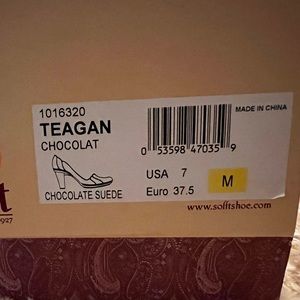 1016320
TEAGAN
CHOCOLAT
CHOCOLATE SUEDE
0 53598 47035 9
MADE IN CHINA
USA 7
Euro 37.5
M
www.sofftshoe.com